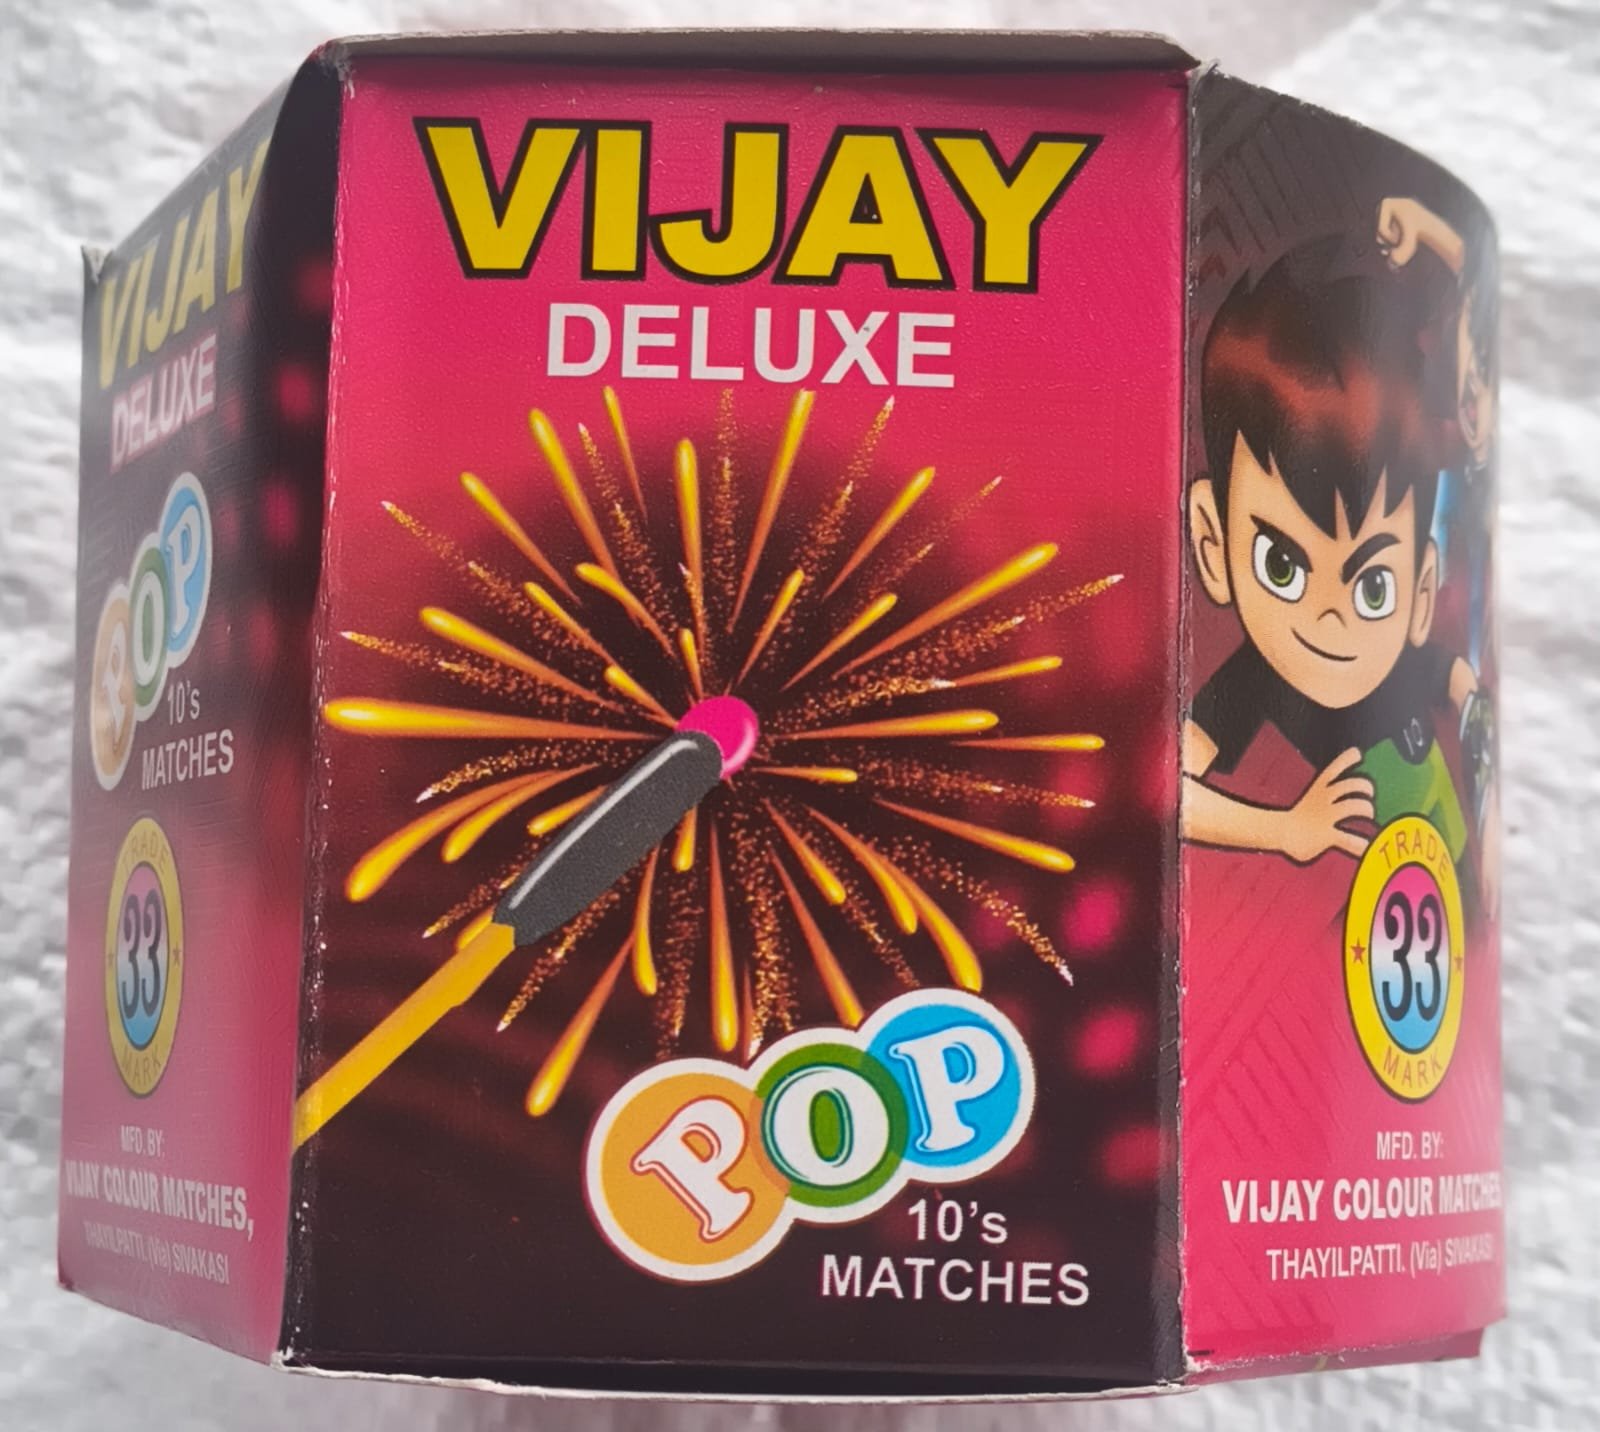 VIJAY
DELUXE
POP
10's
MATCHES
TRADE
33
MARK
MFD. BY:
VIJAY COLOUR MATCHES,
THAYILPATTI. (Via) SIVAKASI
VIJAY
DELUXE
POP
10's
MATCHES
10
TRADE
33
MARK
MFD. BY:
VIJAY COLOUR MATCHES
THAYILPATTI. (Via) SIVAKASI